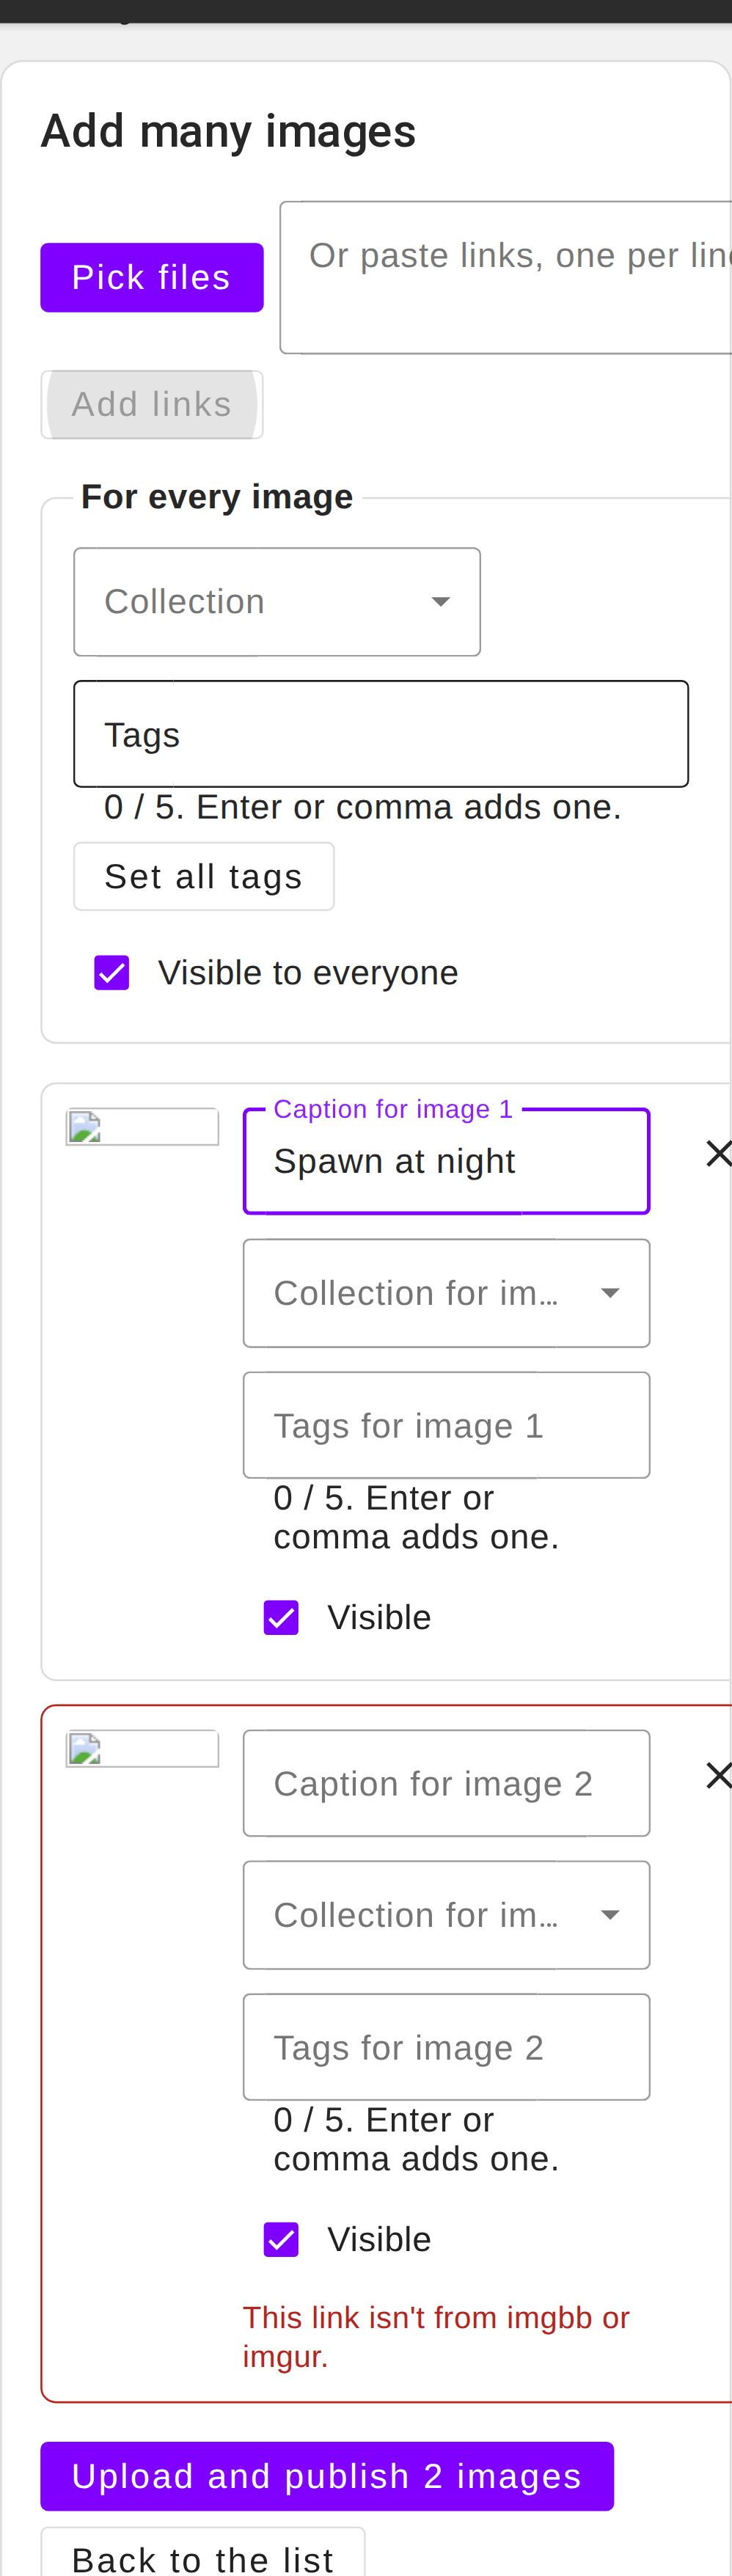 Add many images
Pick files
Or paste links, one per line
Add links
For every image
Collection
Tags
0 / 5. Enter or comma adds one.
Set all tags
Visible to everyone
Caption for image 1
Spawn at night
Collection for im…
Tags for image 1
0 / 5. Enter or
comma adds one.
Visible
Caption for image 2
Collection for im…
Tags for image 2
0 / 5. Enter or
comma adds one.
Visible
This link isn't from imgbb or
imgur.
Upload and publish 2 images
Back to the list